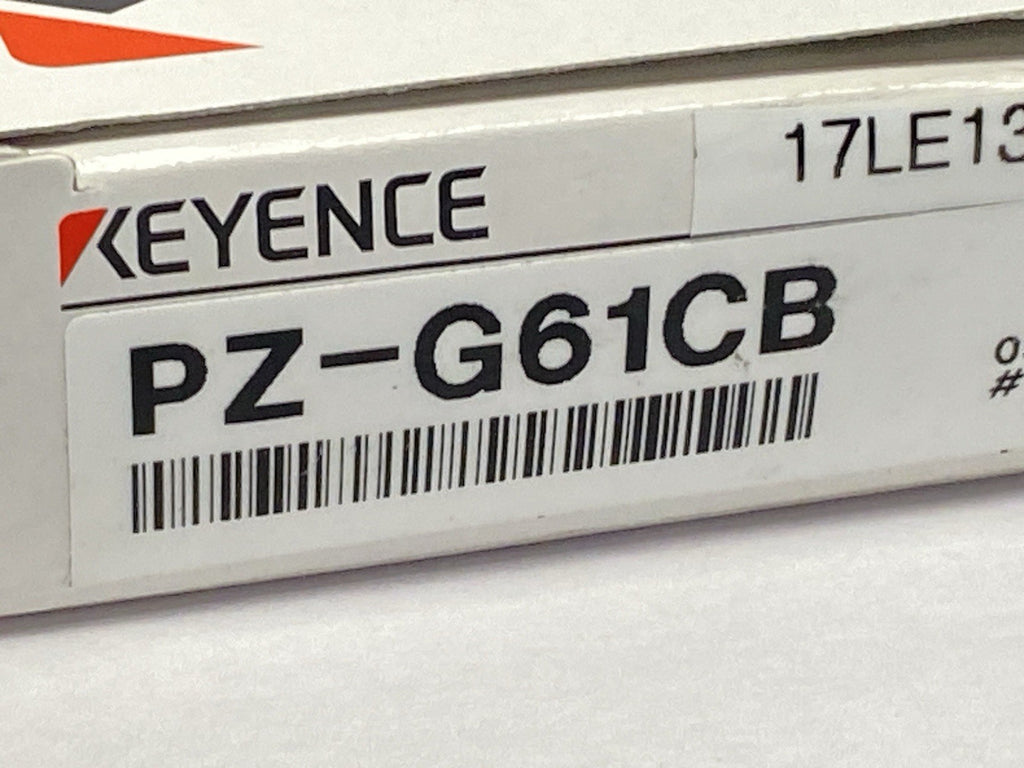 KEYENCE
17LE13
PZ-G61CB
#